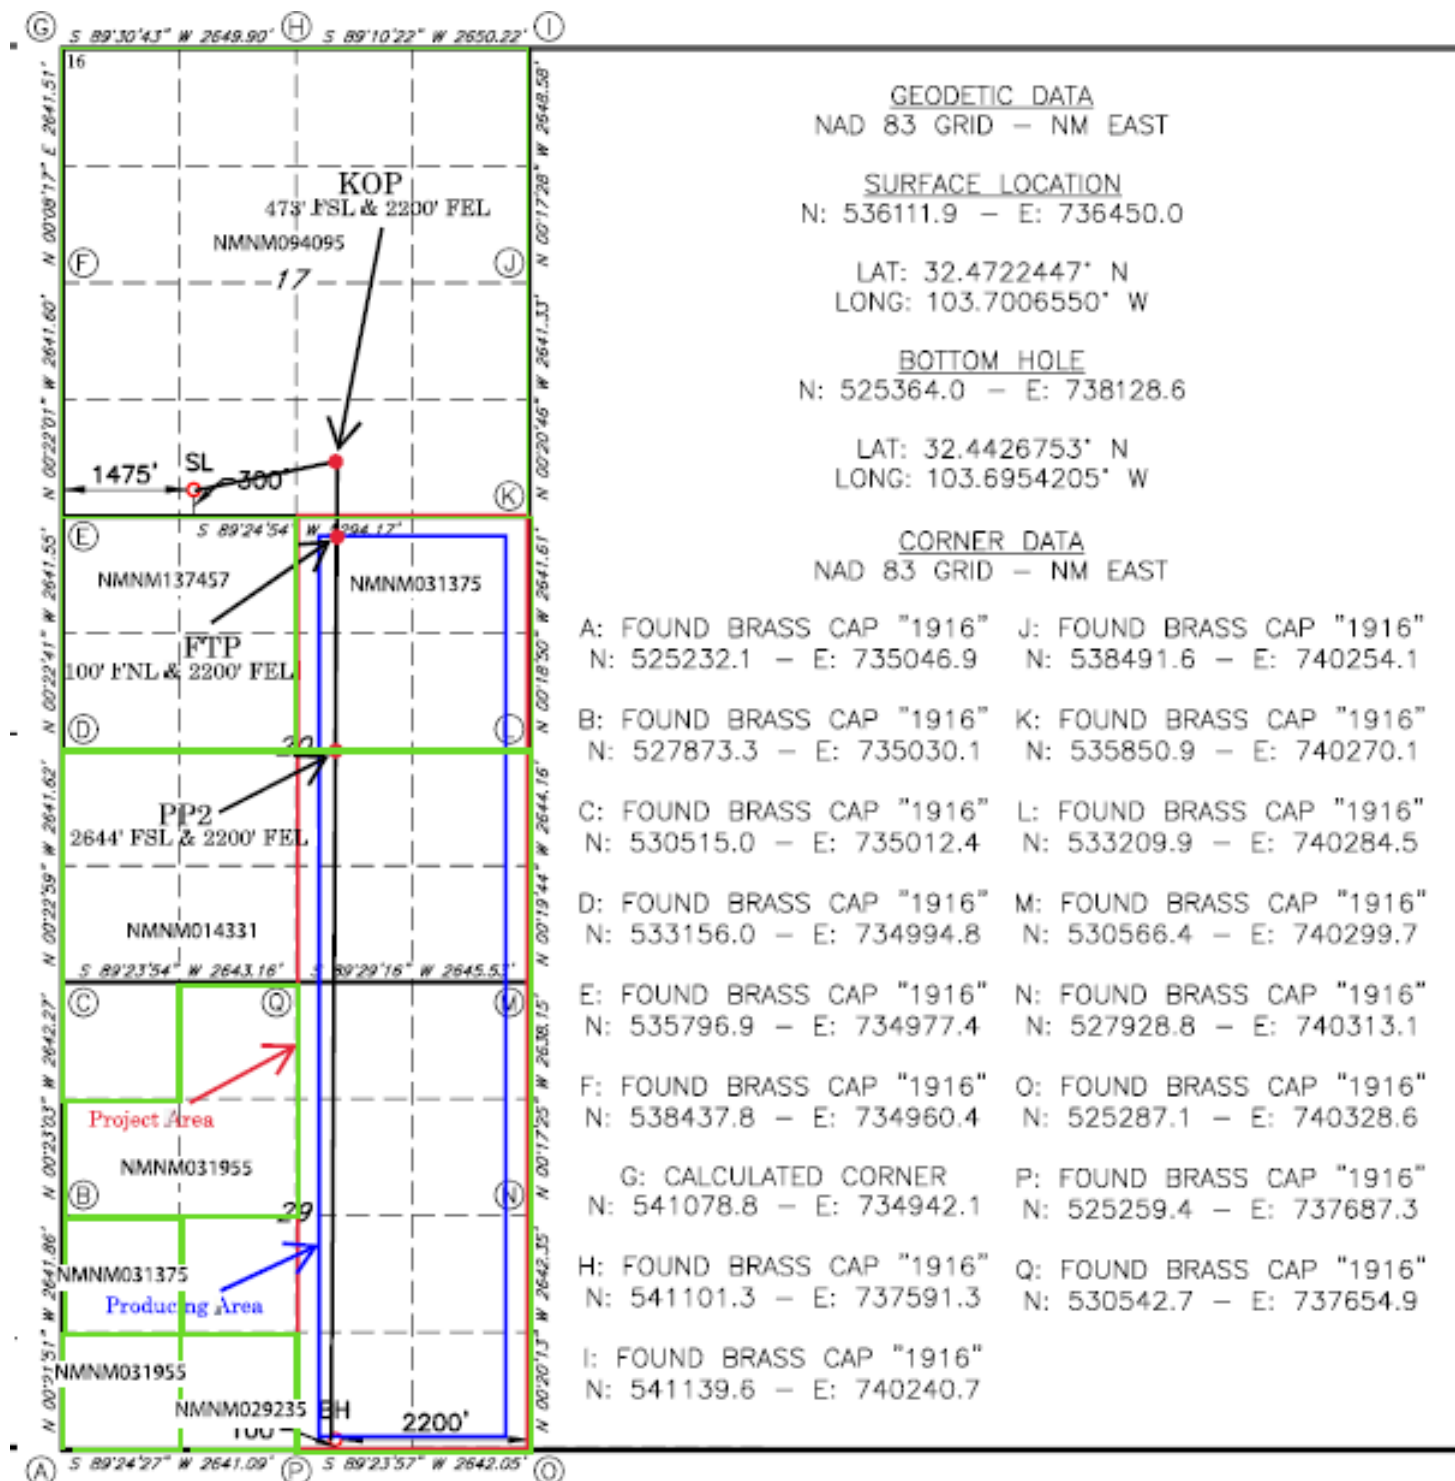 G S 89°30'43" W 2649.90' H S 89°10'22" W 2650.22' I
16
N 00°08'17" E 2641.51'
N 00°17'28" W 2648.58'
KOP
473' FSL & 2200' FEL
NMNM094095
F 17 J
N 00°22'01" W 2641.60'
N 00°20'46" W 2641.33'
1475' SL 300' K
E S 89°24'54" W 5294.17'
NMNM137457 NMNM031375
N 00°22'41" W 2641.55'
N 00°18'50" W 2641.61'
FTP
100' FNL & 2200' FEL
D L
PP2
2644' FSL & 2200' FEL
N 00°22'59" W 2641.62'
N 00°19'44" W 2644.16'
NMNM014331
S 89°23'54" W 2643.16' S 89°29'16" W 2645.53'
C Q M
N 00°23'03" W 2642.27'
N 00°17'25" W 2638.15'
Project Area
NMNM031955
B 29 N
NMNM031375
Producing Area
N 00°21'51" W 2641.86'
N 00°20'13" W 2642.35'
NMNM031955
NMNM029235 BH
100' 2200'
A S 89°24'27" W 2641.09' P S 89°23'57" W 2642.05' O
GEODETIC DATA
NAD 83 GRID – NM EAST
SURFACE LOCATION
N: 536111.9 – E: 736450.0
LAT: 32.4722447° N
LONG: 103.7006550° W
BOTTOM HOLE
N: 525364.0 – E: 738128.6
LAT: 32.4426753° N
LONG: 103.6954205° W
CORNER DATA
NAD 83 GRID – NM EAST
A: FOUND BRASS CAP "1916"
N: 525232.1 – E: 735046.9
B: FOUND BRASS CAP "1916"
N: 527873.3 – E: 735030.1
C: FOUND BRASS CAP "1916"
N: 530515.0 – E: 735012.4
D: FOUND BRASS CAP "1916"
N: 533156.0 – E: 734994.8
E: FOUND BRASS CAP "1916"
N: 535796.9 – E: 734977.4
F: FOUND BRASS CAP "1916"
N: 538437.8 – E: 734960.4
G: CALCULATED CORNER
N: 541078.8 – E: 734942.1
H: FOUND BRASS CAP "1916"
N: 541101.3 – E: 737591.3
I: FOUND BRASS CAP "1916"
N: 541139.6 – E: 740240.7
J: FOUND BRASS CAP "1916"
N: 538491.6 – E: 740254.1
K: FOUND BRASS CAP "1916"
N: 535850.9 – E: 740270.1
L: FOUND BRASS CAP "1916"
N: 533209.9 – E: 740284.5
M: FOUND BRASS CAP "1916"
N: 530566.4 – E: 740299.7
N: FOUND BRASS CAP "1916"
N: 527928.8 – E: 740313.1
O: FOUND BRASS CAP "1916"
N: 525287.1 – E: 740328.6
P: FOUND BRASS CAP "1916"
N: 525259.4 – E: 737687.3
Q: FOUND BRASS CAP "1916"
N: 530542.7 – E: 737654.9